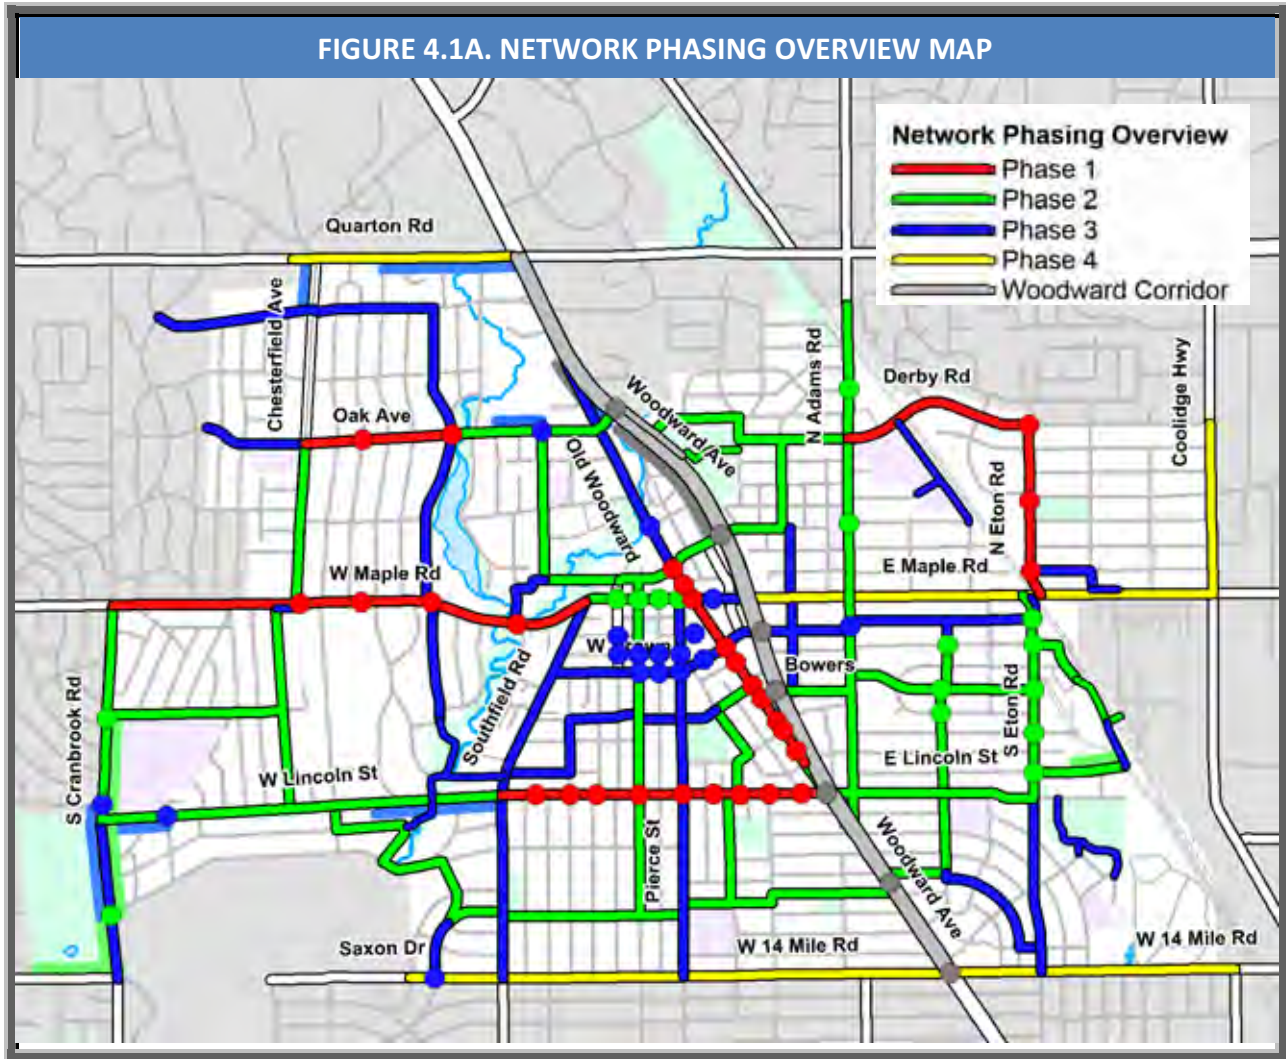 FIGURE 4.1A. NETWORK PHASING OVERVIEW MAP
Network Phasing Overview
Phase 1
Phase 2
Phase 3
Phase 4
Woodward Corridor
Quarton Rd
Chesterfield Ave
Oak Ave
Woodward Ave
Old Woodward
N Adams Rd
Derby Rd
Coolidge Hwy
N Eton Rd
W Maple Rd
E Maple Rd
W
Bowers
S Cranbrook Rd
Southfield Rd
S Eton Rd
W Lincoln St
E Lincoln St
Pierce St
Woodward Ave
Saxon Dr
W 14 Mile Rd
W 14 Mile Rd